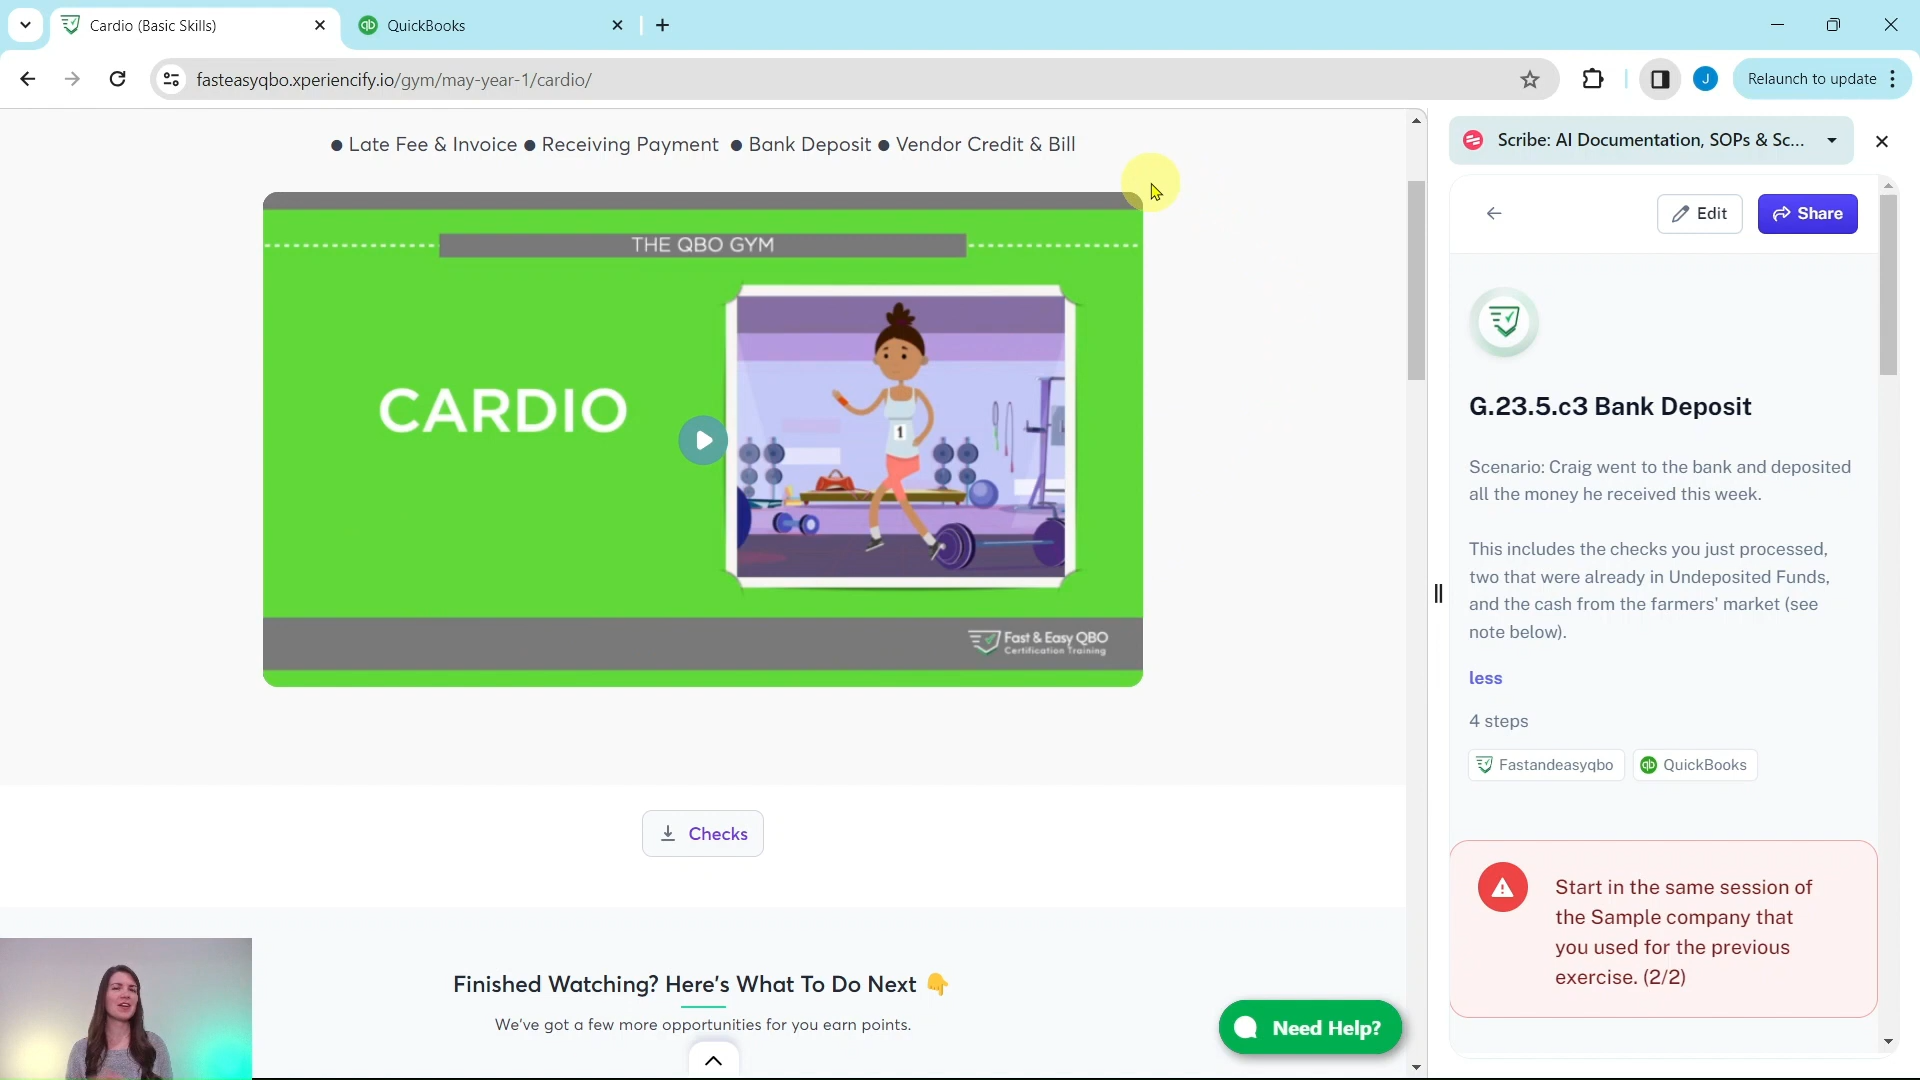 Cardio (Basic Skills)
QuickBooks
fasteasyqbo.xperiencify.io/gym/may-year-1/cardio/
J
Relaunch to update
● Late Fee & Invoice ● Receiving Payment ● Bank Deposit ● Vendor Credit & Bill
THE QBO GYM
CARDIO
1
Fast & Easy QBO
Certification Training
Checks
Finished Watching? Here's What To Do Next 👇
We've got a few more opportunities for you earn points.
Need Help?
Scribe: AI Documentation, SOPs & Sc...
Edit
Share
G.23.5.c3 Bank Deposit
Scenario: Craig went to the bank and deposited
all the money he received this week.
This includes the checks you just processed,
two that were already in Undeposited Funds,
and the cash from the farmers' market (see
note below).
less
4 steps
Fastandeasyqbo
qb QuickBooks
Start in the same session of
the Sample company that
you used for the previous
exercise. (2/2)